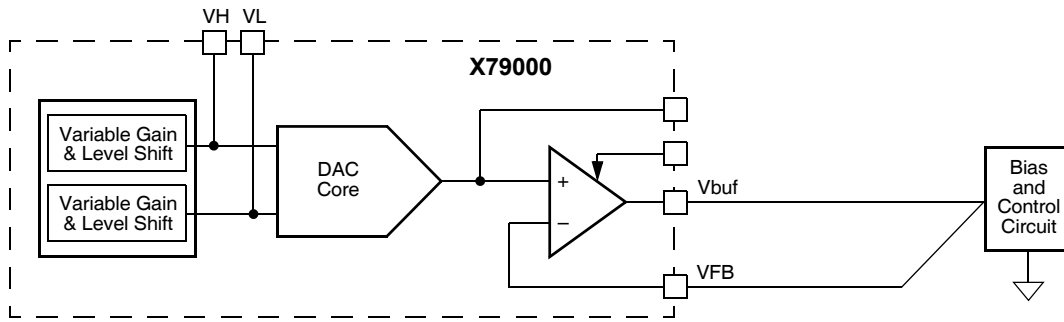 VH VL
X79000
Variable Gain
& Level Shift
Variable Gain
& Level Shift
DAC
Core
+
−
Vbuf
VFB
Bias
and
Control
Circuit